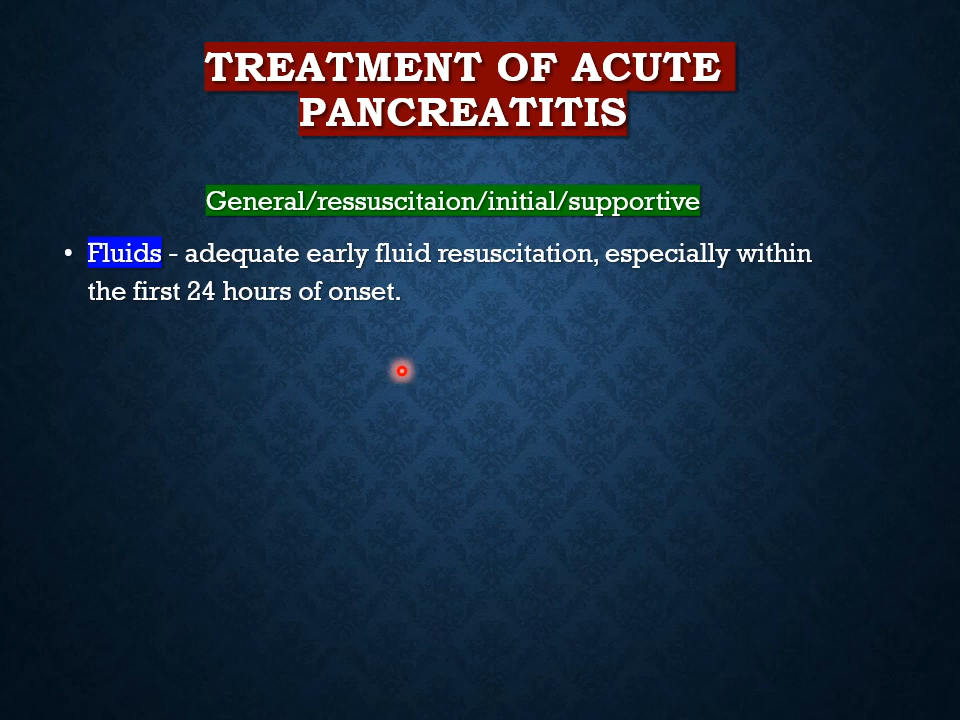 TREATMENT OF ACUTE
PANCREATITIS
General/ressuscitaion/initial/supportive
• Fluids - adequate early fluid resuscitation, especially within
the first 24 hours of onset.